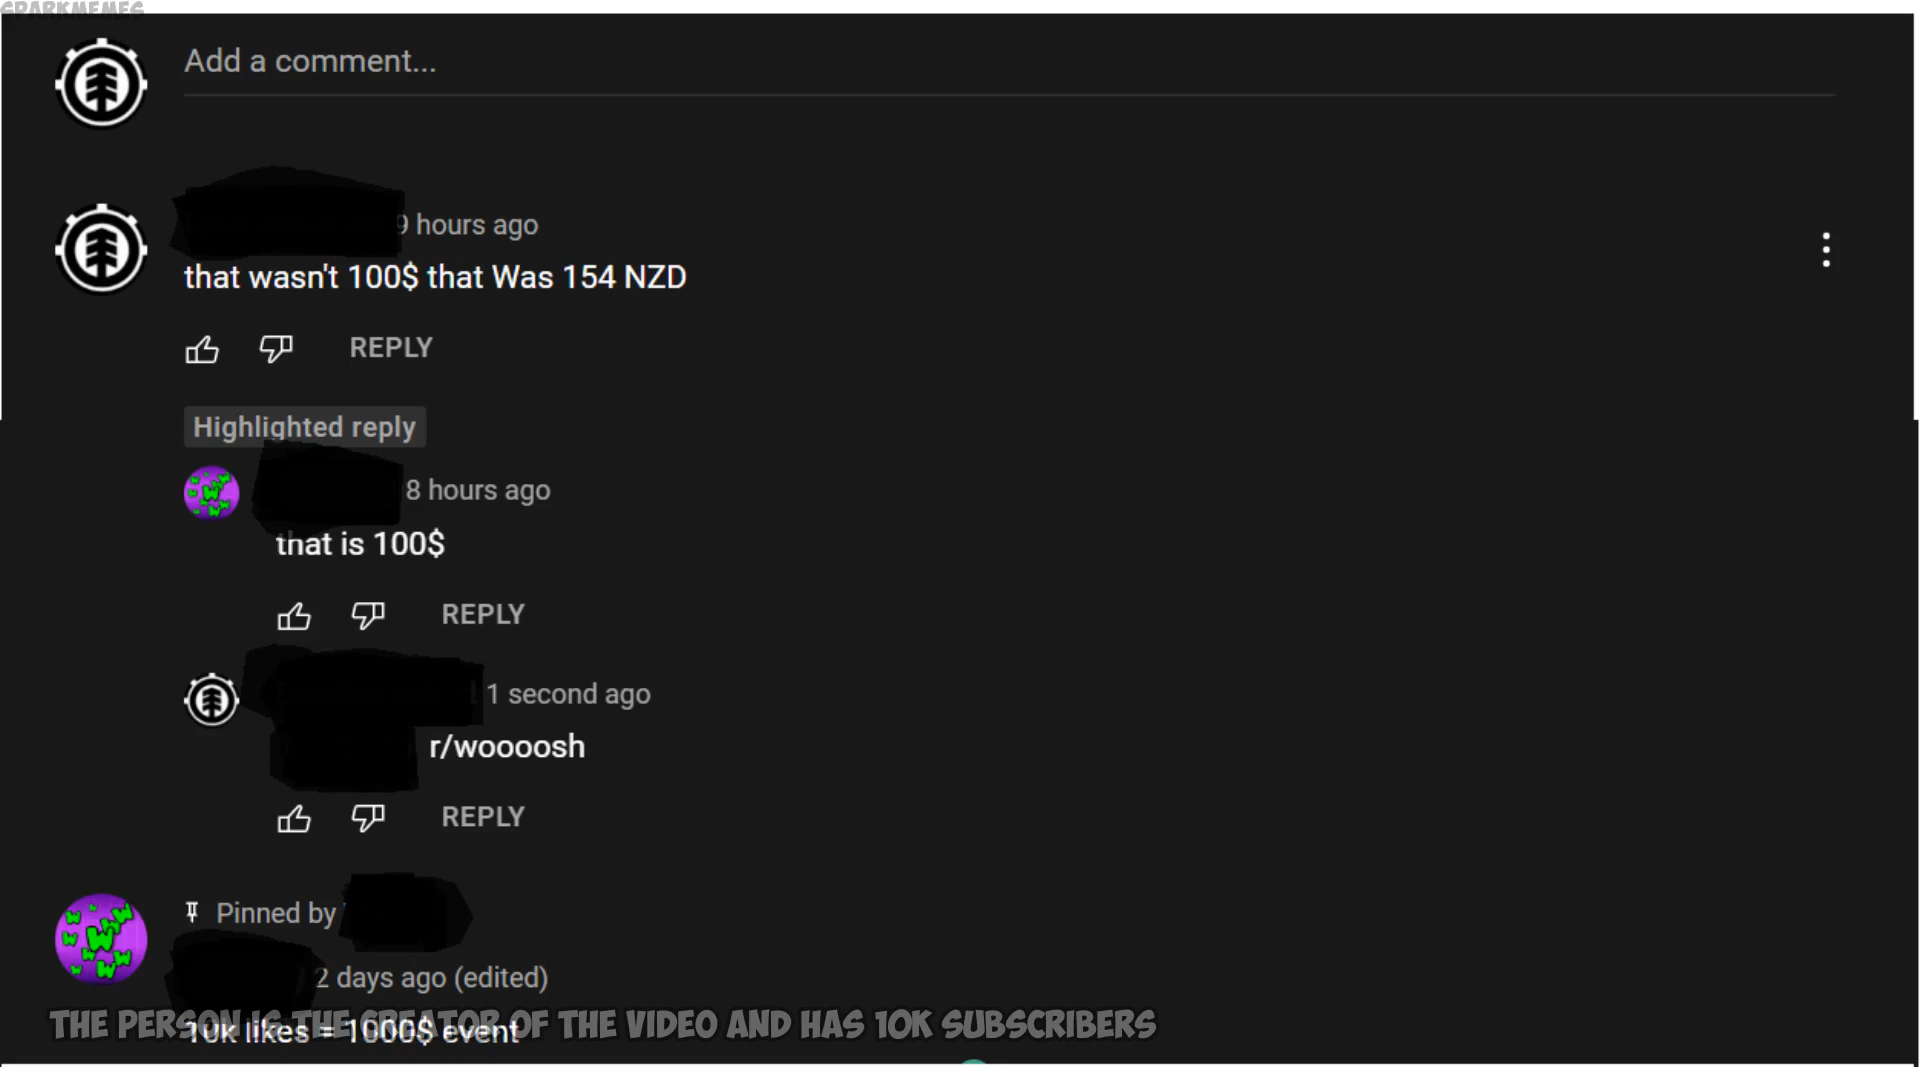 SPARKMEMES
Add a comment...
9 hours ago
that wasn't 100$ that Was 154 NZD
REPLY
Highlighted reply
8 hours ago
that is 100$
REPLY
1 second ago
r/woooosh
REPLY
Pinned by
2 days ago (edited)
10k likes = 1000$ event
THE PERSON IS THE CREATOR OF THE VIDEO AND HAS 10K SUBSCRIBERS